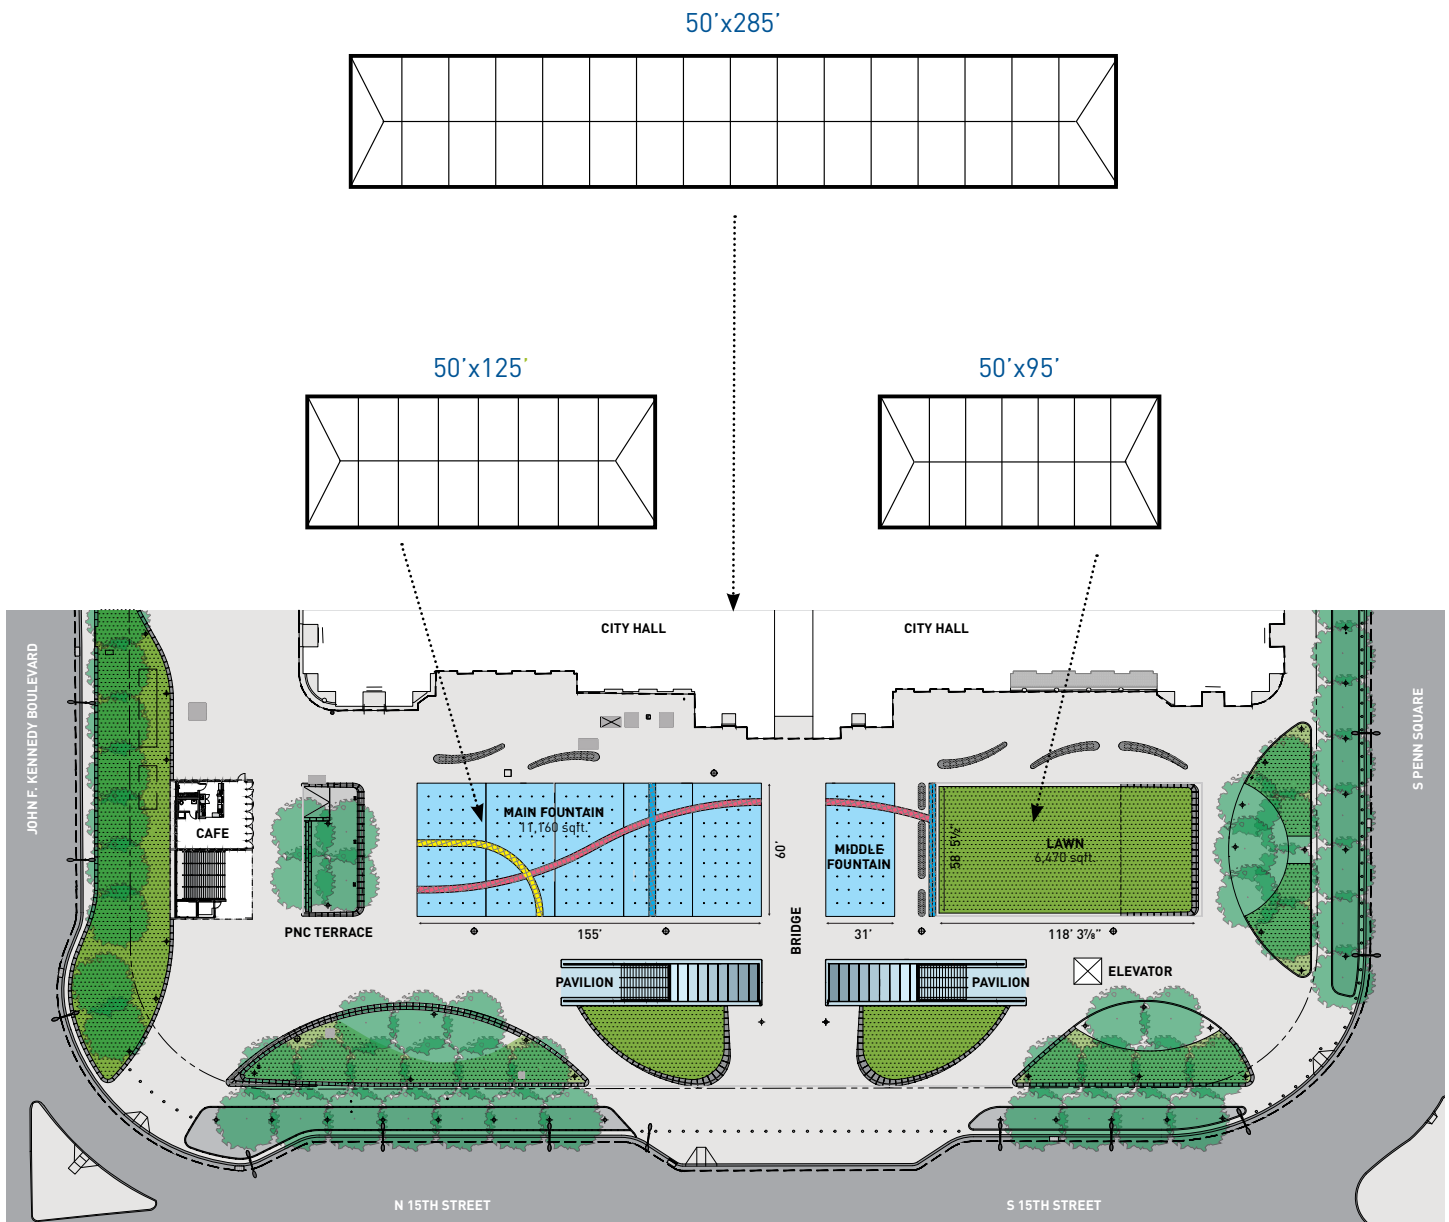 50'x285'
50'x125'
50'x95'
CITY HALL
CITY HALL
JOHN F. KENNEDY BOULEVARD
S PENN SQUARE
MAIN FOUNTAIN
11,160 sqft.
CAFE
MIDDLE
FOUNTAIN
LAWN
6,470 sqft.
58' 5½"
60'
PNC TERRACE
155'
BRIDGE
31'
118' 3⅞"
PAVILION
PAVILION
ELEVATOR
N 15TH STREET
S 15TH STREET